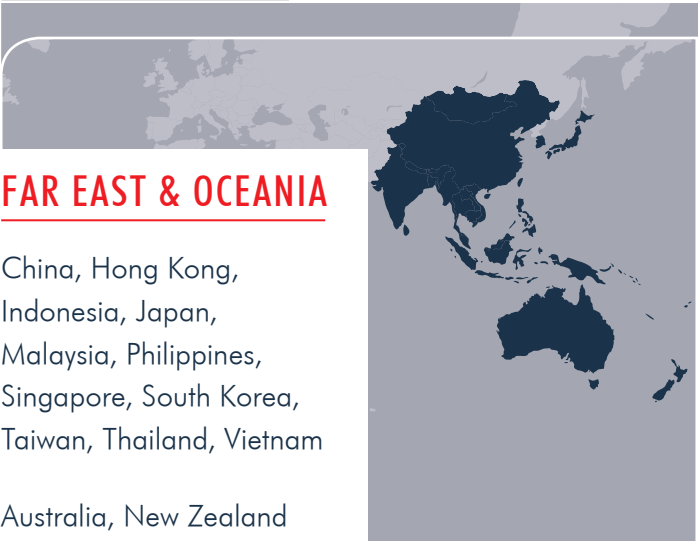 FAR EAST & OCEANIA
China, Hong Kong,
Indonesia, Japan,
Malaysia, Philippines,
Singapore, South Korea,
Taiwan, Thailand, Vietnam
Australia, New Zealand